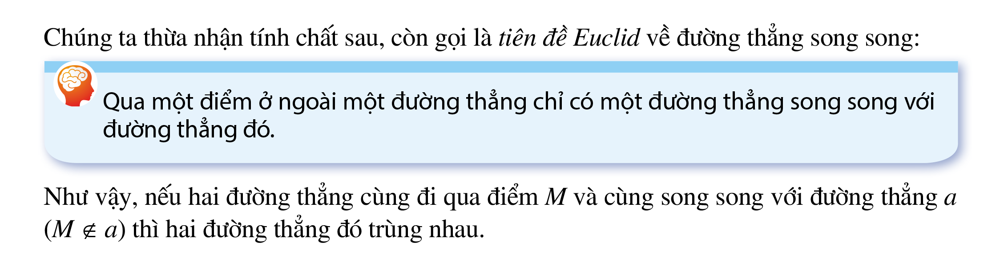 Chúng ta thừa nhận tính chất sau, còn gọi là tiên đề Euclid về đường thẳng song song:
Qua một điểm ở ngoài một đường thẳng chỉ có một đường thẳng song song với
đường thẳng đó.
Như vậy, nếu hai đường thẳng cùng đi qua điểm M và cùng song song với đường thẳng a
(M ∉ a) thì hai đường thẳng đó trùng nhau.